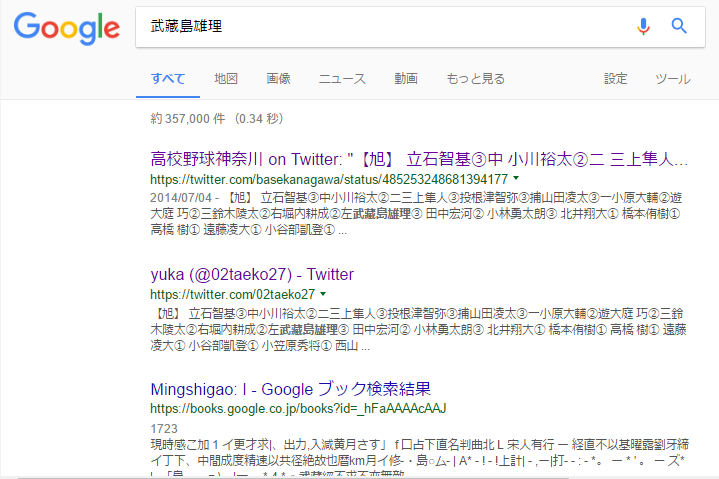 Google
武蔵島雄理
すべて 地図 画像 ニュース 動画 もっと見る 設定 ツール
約 357,000 件 (0.34 秒)
高校野球神奈川 on Twitter: "【旭】 立石智基③中 小川裕太②二 三上隼人...
https://twitter.com/basekanagawa/status/485253248681394177
2014/07/04 - 【旭】 立石智基③中小川裕太②二三上隼人③投根津智弥③捕山田凌太③一小原大輔②遊
大庭 巧②三鈴木陵太②右堀内耕成②左武蔵島雄理③ 田中宏河② 小林勇太朗③ 北井翔大① 橋本侑樹①
高橋 樹① 遠藤凌大① 小谷部凱登① ...
yuka (@02taeko27) - Twitter
https://twitter.com/02taeko27
【旭】 立石智基③中小川裕太②二三上隼人③投根津智弥③捕山田凌太③一小原大輔②遊大庭 巧②三鈴
木陵太②右堀内耕成②左武蔵島雄理③ 田中宏河② 小林勇太朗③ 北井翔大① 橋本侑樹① 高橋 樹① 遠藤
凌大① 小谷部凱登① 小笠原秀将① 西山 ...
Mingshigao: I - Google ブック検索結果
https://books.google.co.jp/books?id=_hFaAAAAcAAJ
1723
現時感こ加 1 イ更才求|、出力,入減黄月さす」 f 口占下直名判曲北 L 宋人有行 ー 経直不以基曜露劉牙締
イ丁下、中間成度精速以共径絶故也暦km月イ修-・島○ム- | A* - ! - !上計| - ,ー|打- - : - *。 ー * ' 。 ー ズ*